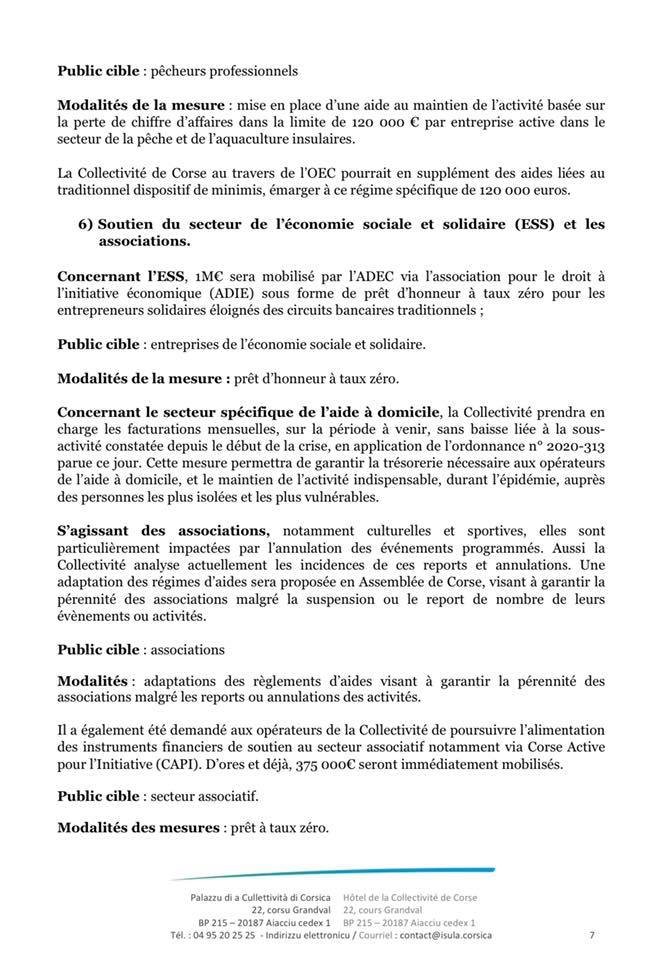 Public cible : pêcheurs professionnels
Modalités de la mesure : mise en place d’une aide au maintien de l’activité basée sur
la perte de chiffre d’affaires dans la limite de 120 000 € par entreprise active dans le
secteur de la pêche et de l’aquaculture insulaires.
La Collectivité de Corse au travers de l’OEC pourrait en supplément des aides liées au
traditionnel dispositif de minimis, émarger à ce régime spécifique de 120 000 euros.
6) Soutien du secteur de l’économie sociale et solidaire (ESS) et les
associations.
Concernant l’ESS, 1M€ sera mobilisé par l’ADEC via l’association pour le droit à
l’initiative économique (ADIE) sous forme de prêt d’honneur à taux zéro pour les
entrepreneurs solidaires éloignés des circuits bancaires traditionnels ;
Public cible : entreprises de l’économie sociale et solidaire.
Modalités de la mesure : prêt d’honneur à taux zéro.
Concernant le secteur spécifique de l’aide à domicile, la Collectivité prendra en
charge les facturations mensuelles, sur la période à venir, sans baisse liée à la sous-
activité constatée depuis le début de la crise, en application de l’ordonnance n° 2020-313
parue ce jour. Cette mesure permettra de garantir la trésorerie nécessaire aux opérateurs
de l’aide à domicile, et le maintien de l’activité indispensable, durant l’épidémie, auprès
des personnes les plus isolées et les plus vulnérables.
S’agissant des associations, notamment culturelles et sportives, elles sont
particulièrement impactées par l’annulation des événements programmés. Aussi la
Collectivité analyse actuellement les incidences de ces reports et annulations. Une
adaptation des régimes d’aides sera proposée en Assemblée de Corse, visant à garantir la
pérennité des associations malgré la suspension ou le report de nombre de leurs
évènements ou activités.
Public cible : associations
Modalités : adaptations des règlements d’aides visant à garantir la pérennité des
associations malgré les reports ou annulations des activités.
Il a également été demandé aux opérateurs de la Collectivité de poursuivre l’alimentation
des instruments financiers de soutien au secteur associatif notamment via Corse Active
pour l’Initiative (CAPI). D’ores et déjà, 375 000€ seront immédiatement mobilisés.
Public cible : secteur associatif.
Modalités des mesures : prêt à taux zéro.
Palazzu di a Cullettività di Corsica Hôtel de la Collectivité de Corse
22, corsu Grandval 22, cours Grandval
BP 215 – 20187 Aiacciu cedex 1 BP 215 – 20187 Aiacciu cedex 1
Tél. : 04 95 20 25 25 - Indirizzu elettronicu / Courriel : contact@isula.corsica
7